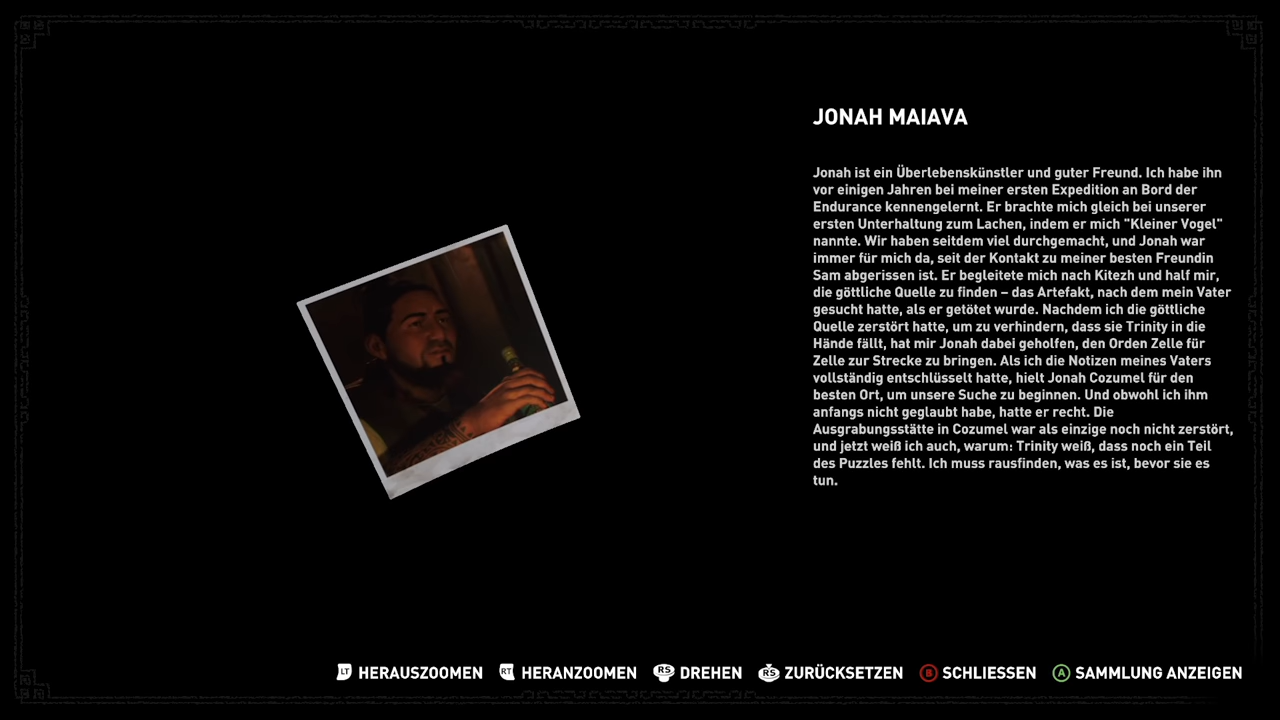 JONAH MAIAVA
Jonah ist ein Überlebenskünstler und guter Freund. Ich habe ihn
vor einigen Jahren bei meiner ersten Expedition an Bord der
Endurance kennengelernt. Er brachte mich gleich bei unserer
ersten Unterhaltung zum Lachen, indem er mich "Kleiner Vogel"
nannte. Wir haben seitdem viel durchgemacht, und Jonah war
immer für mich da, seit der Kontakt zu meiner besten Freundin
Sam abgerissen ist. Er begleitete mich nach Kitezh und half mir,
die göttliche Quelle zu finden – das Artefakt, nach dem mein Vater
gesucht hatte, als er getötet wurde. Nachdem ich die göttliche
Quelle zerstört hatte, um zu verhindern, dass sie Trinity in die
Hände fällt, hat mir Jonah dabei geholfen, den Orden Zelle für
Zelle zur Strecke zu bringen. Als ich die Notizen meines Vaters
vollständig entschlüsselt hatte, hielt Jonah Cozumel für den
besten Ort, um unsere Suche zu beginnen. Und obwohl ich ihm
anfangs nicht geglaubt habe, hatte er recht. Die
Ausgrabungsstätte in Cozumel war als einzige noch nicht zerstört,
und jetzt weiß ich auch, warum: Trinity weiß, dass noch ein Teil
des Puzzles fehlt. Ich muss rausfinden, was es ist, bevor sie es
tun.
LT HERAUSZOOMEN RT HERANZOOMEN RS DREHEN RS ZURÜCKSETZEN B SCHLIESSEN A SAMMLUNG ANZEIGEN